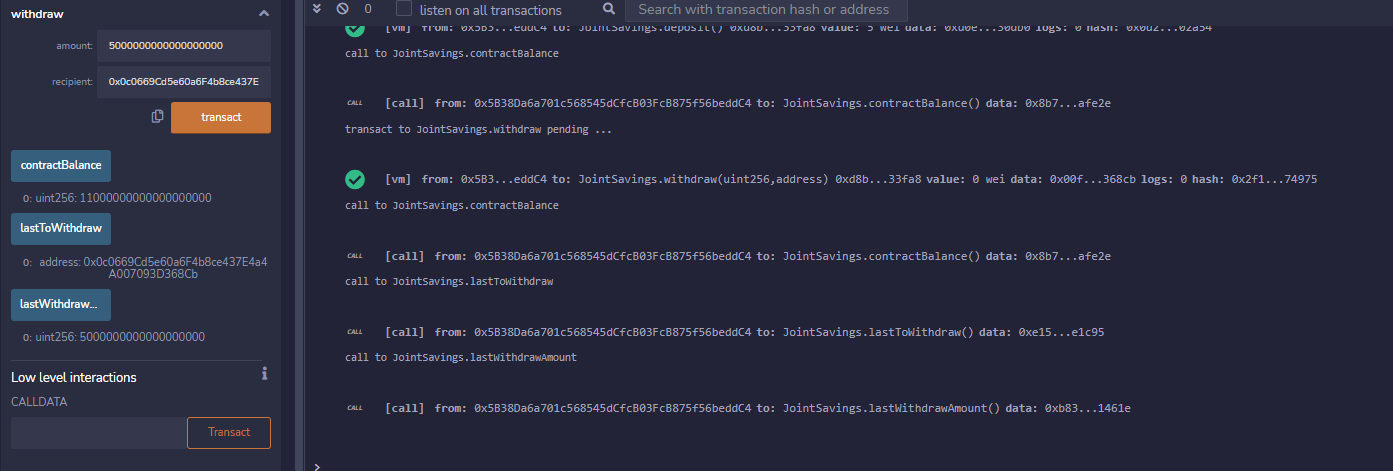 withdraw
amount: 5000000000000000000
recipient: 0x0c0669Cd5e60a6F4b8ce437E
transact
contractBalance
0: uint256: 11000000000000000000
lastToWithdraw
0: address: 0x0c0669Cd5e60a6F4b8ce437E4a4
A007093D368Cb
lastWithdraw...
0: uint256: 5000000000000000000
Low level interactions
CALLDATA
Transact
0 listen on all transactions Search with transaction hash or address
[vm] from: 0x5B3...eddC4 to: JointSavings.deposit() 0xd8b...33fa8 value: 5 wei data: 0xd0e...30db0 logs: 0 hash: 0x0d2...02a54
call to JointSavings.contractBalance
CALL [call] from: 0x5B38Da6a701c568545dCfcB03FcB875f56beddC4 to: JointSavings.contractBalance() data: 0x8b7...afe2e
transact to JointSavings.withdraw pending ...
[vm] from: 0x5B3...eddC4 to: JointSavings.withdraw(uint256,address) 0xd8b...33fa8 value: 0 wei data: 0x00f...368cb logs: 0 hash: 0x2f1...74975
call to JointSavings.contractBalance
CALL [call] from: 0x5B38Da6a701c568545dCfcB03FcB875f56beddC4 to: JointSavings.contractBalance() data: 0x8b7...afe2e
call to JointSavings.lastToWithdraw
CALL [call] from: 0x5B38Da6a701c568545dCfcB03FcB875f56beddC4 to: JointSavings.lastToWithdraw() data: 0xe15...e1c95
call to JointSavings.lastWithdrawAmount
CALL [call] from: 0x5B38Da6a701c568545dCfcB03FcB875f56beddC4 to: JointSavings.lastWithdrawAmount() data: 0xb83...1461e
>